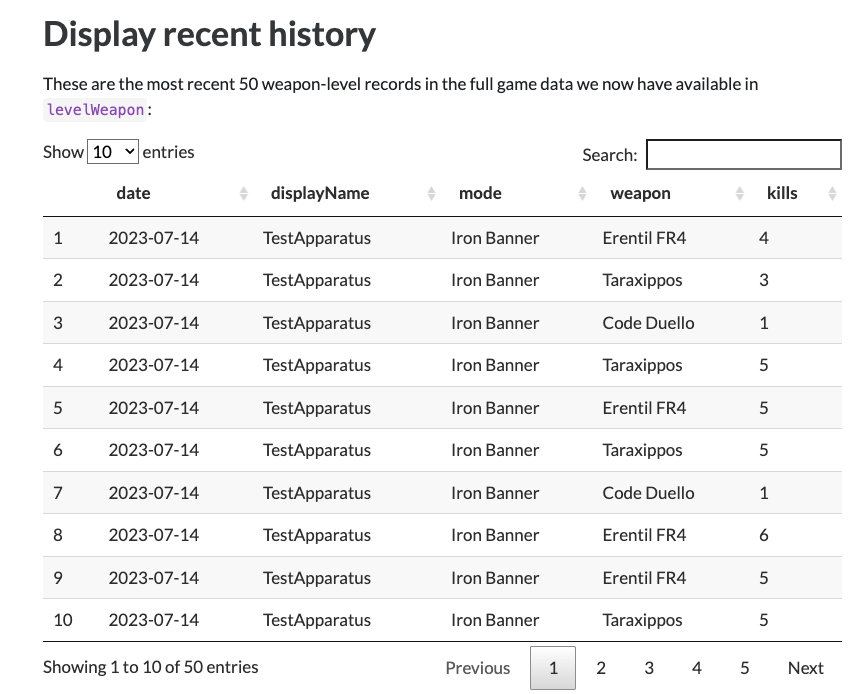 Display recent history
These are the most recent 50 weapon-level records in the full game data we now have available in
levelWeapon:
Show 10 entries Search:
date displayName mode weapon kills
1 2023-07-14 TestApparatus Iron Banner Erentil FR4 4
2 2023-07-14 TestApparatus Iron Banner Taraxippos 3
3 2023-07-14 TestApparatus Iron Banner Code Duello 1
4 2023-07-14 TestApparatus Iron Banner Taraxippos 5
5 2023-07-14 TestApparatus Iron Banner Erentil FR4 5
6 2023-07-14 TestApparatus Iron Banner Taraxippos 5
7 2023-07-14 TestApparatus Iron Banner Code Duello 1
8 2023-07-14 TestApparatus Iron Banner Erentil FR4 6
9 2023-07-14 TestApparatus Iron Banner Erentil FR4 5
10 2023-07-14 TestApparatus Iron Banner Taraxippos 5
Showing 1 to 10 of 50 entries Previous 1 2 3 4 5 Next